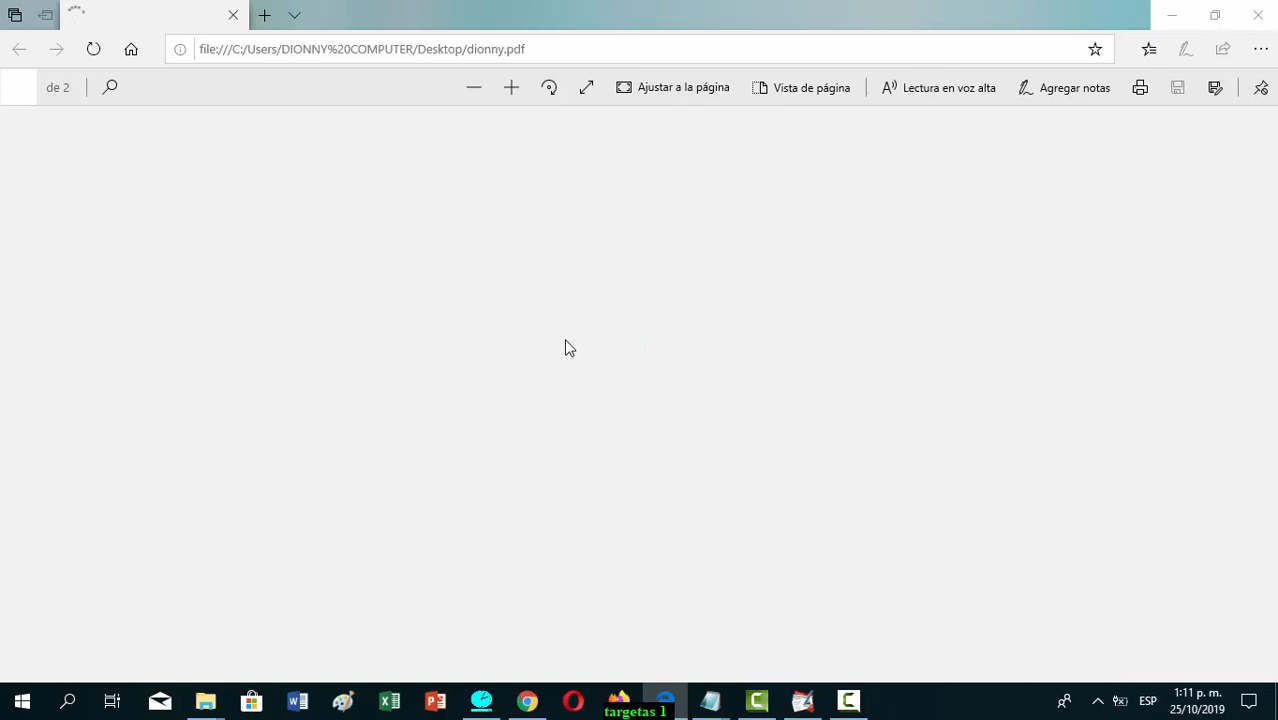 file:///C:/Users/DIONNY%20COMPUTER/Desktop/dionny.pdf
de 2
Ajustar a la página
Vista de página
Lectura en voz alta
Agregar notas
targetas 1
ESP
1:11 p. m.
25/10/2019